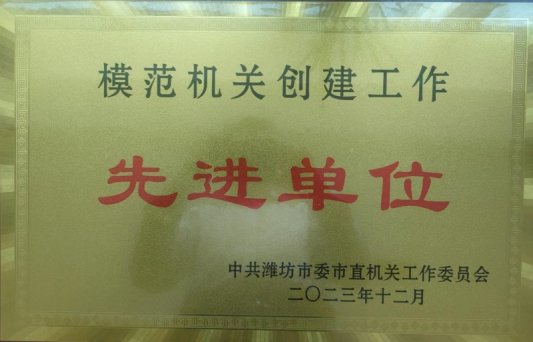 模范机关创建工作
先进单位
中共潍坊市委市直机关工作委员会
二〇二三年十二月